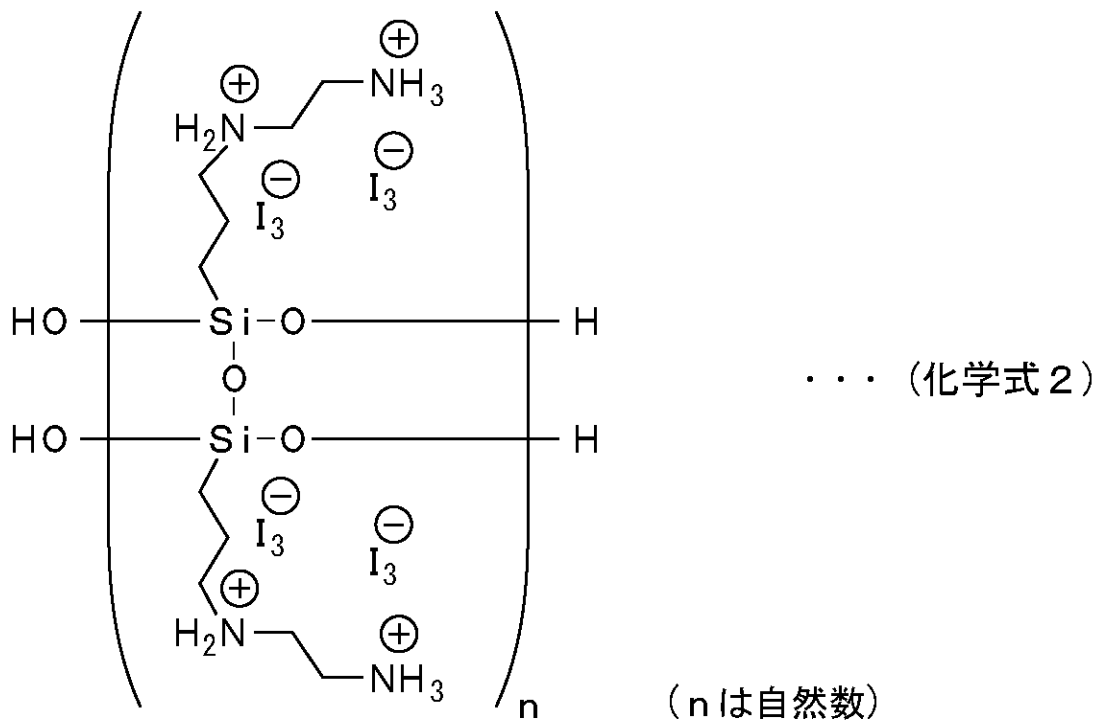 ⊕
⊕ NH₃
H₂N
⊖ ⊖
I₃ I₃
HO Si-O H
O
・・・（化学式２）
HO Si-O H
⊖ ⊖
I₃ I₃
⊕
H₂N ⊕
NH₃
n （ｎは自然数）